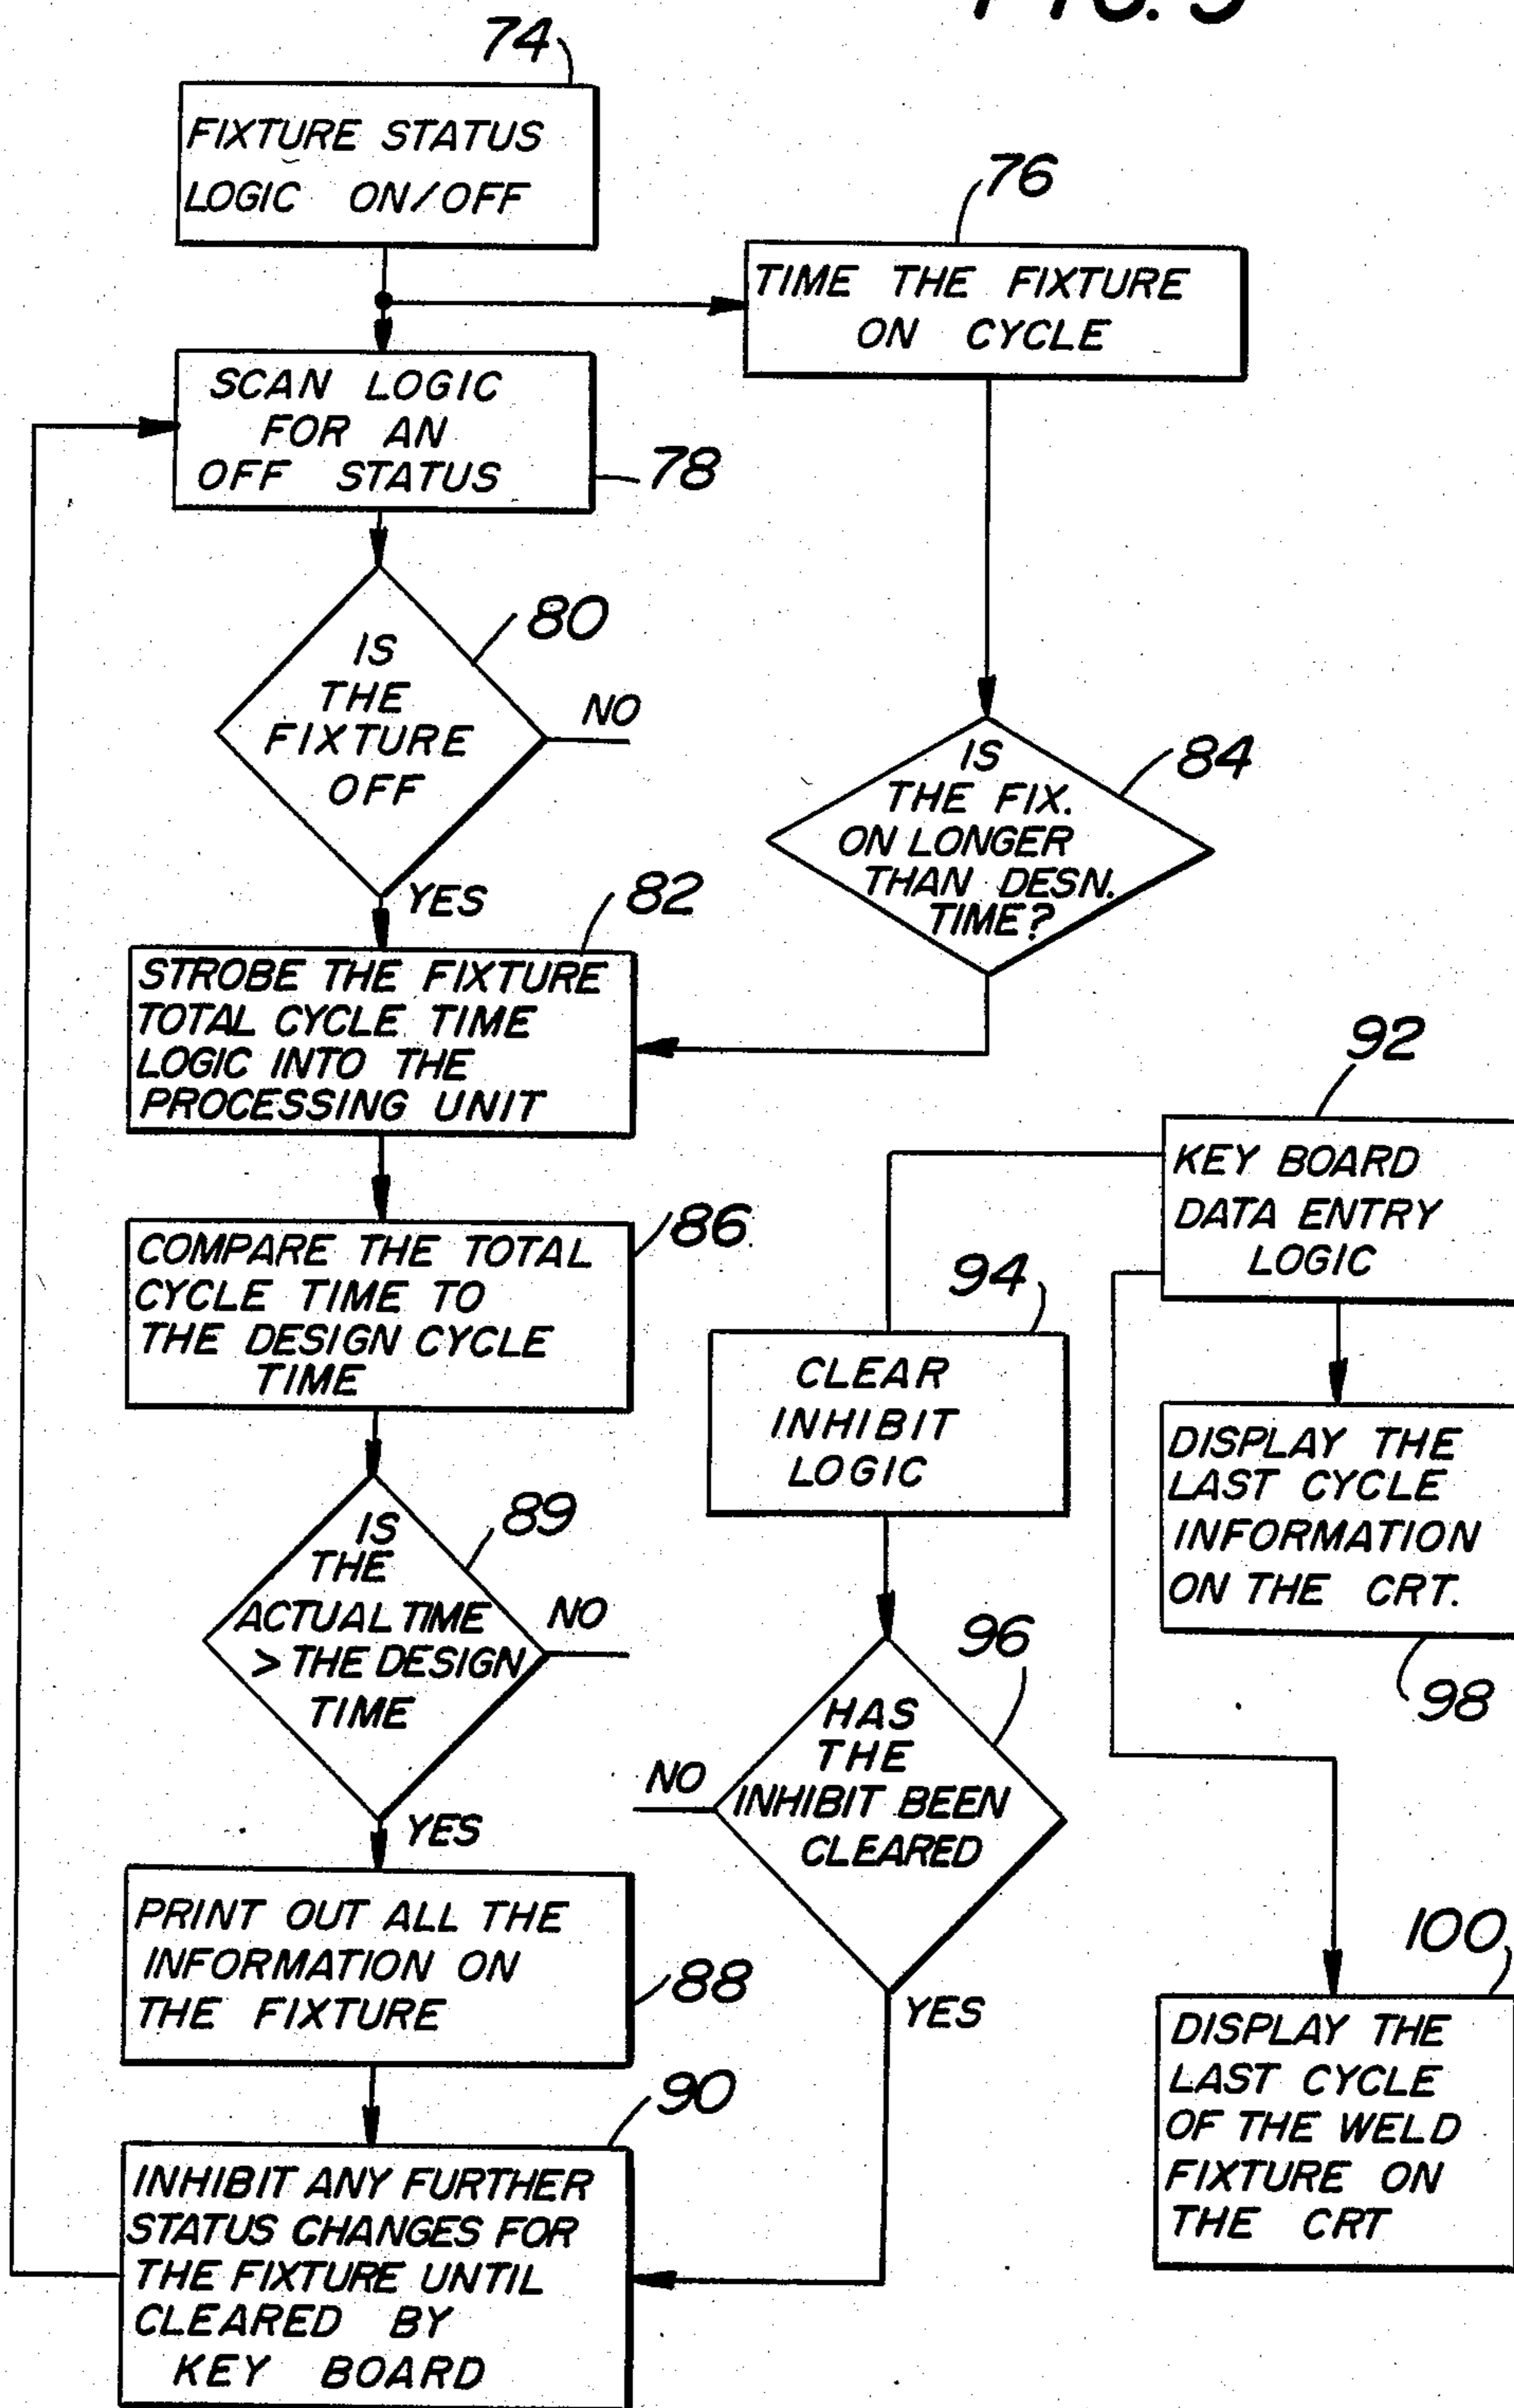 74
FIXTURE STATUS
LOGIC ON/OFF
76
TIME THE FIXTURE
ON CYCLE
SCAN LOGIC
FOR AN
OFF STATUS
78
IS
THE
FIXTURE
OFF
80
NO
YES
IS
THE FIX.
ON LONGER
THAN DESN.
TIME?
84
82
STROBE THE FIXTURE
TOTAL CYCLE TIME
LOGIC INTO THE
PROCESSING UNIT
86
COMPARE THE TOTAL
CYCLE TIME TO
THE DESIGN CYCLE
TIME
92
KEY BOARD
DATA ENTRY
LOGIC
94
CLEAR
INHIBIT
LOGIC
DISPLAY THE
LAST CYCLE
INFORMATION
ON THE CRT.
98
IS
THE
ACTUAL TIME
> THE DESIGN
TIME
89
NO
YES
96
HAS
THE
INHIBIT BEEN
CLEARED
NO
YES
PRINT OUT ALL THE
INFORMATION ON
THE FIXTURE
88
100
DISPLAY THE
LAST CYCLE
OF THE WELD
FIXTURE ON
THE CRT
90
INHIBIT ANY FURTHER
STATUS CHANGES FOR
THE FIXTURE UNTIL
CLEARED BY
KEY BOARD